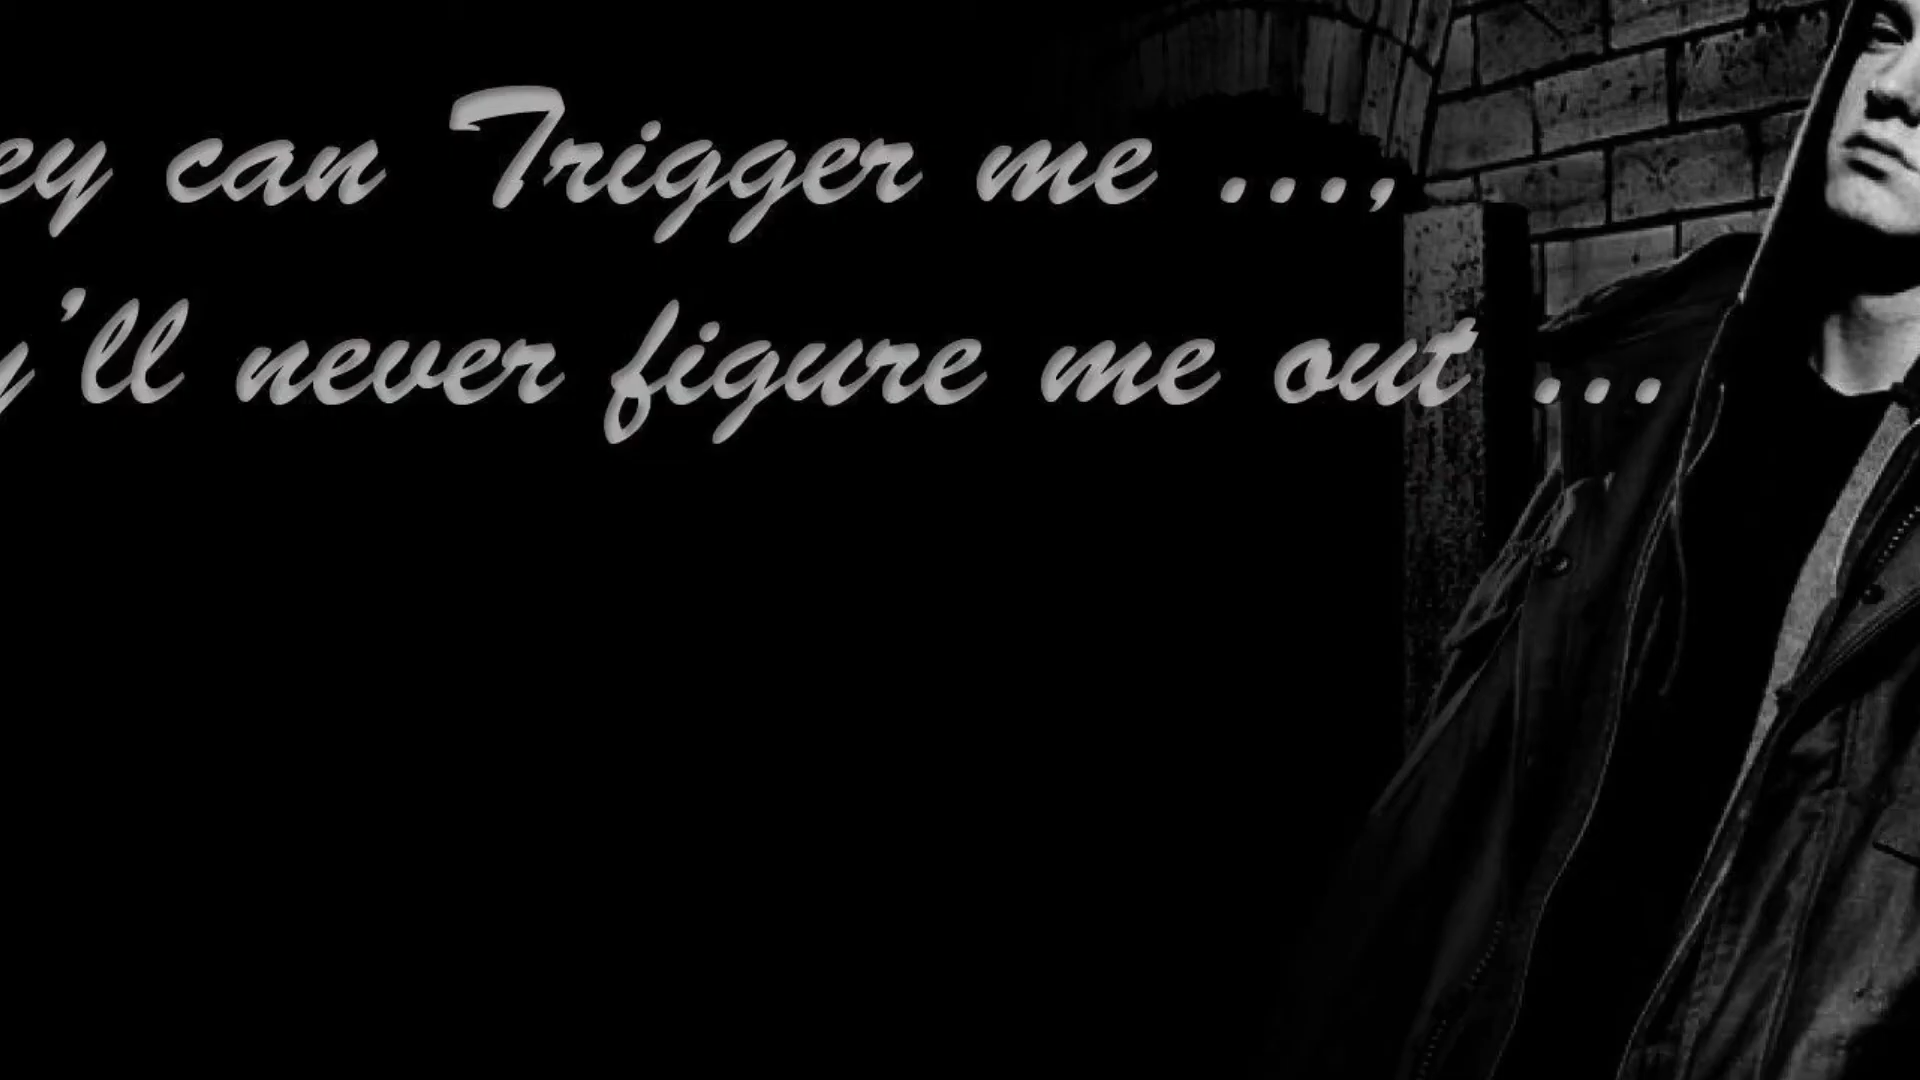 ey can Trigger me ....,
y'll never figure me out ...